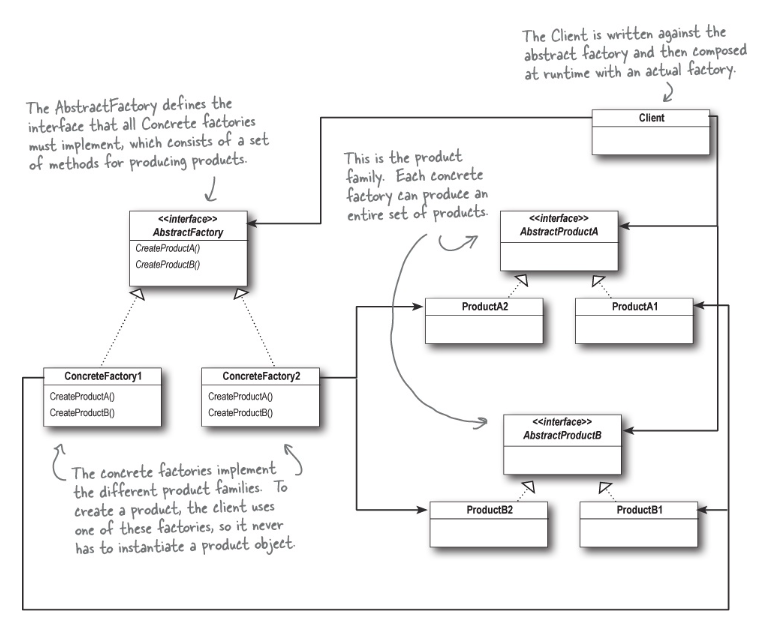 The Client is written against the
abstract factory and then composed
at runtime with an actual factory.
The AbstractFactory defines the
interface that all Concrete factories
must implement, which consists of a set
of methods for producing products.
Client
This is the product
family. Each concrete
factory can produce an
entire set of products.
<<interface>>
AbstractFactory
CreateProductA()
CreateProductB()
<<interface>>
AbstractProductA
ProductA2
ProductA1
ConcreteFactory1
CreateProductA()
CreateProductB()
ConcreteFactory2
CreateProductA()
CreateProductB()
<<interface>>
AbstractProductB
The concrete factories implement
the different product families. To
create a product, the client uses
one of these factories, so it never
has to instantiate a product object.
ProductB2
ProductB1